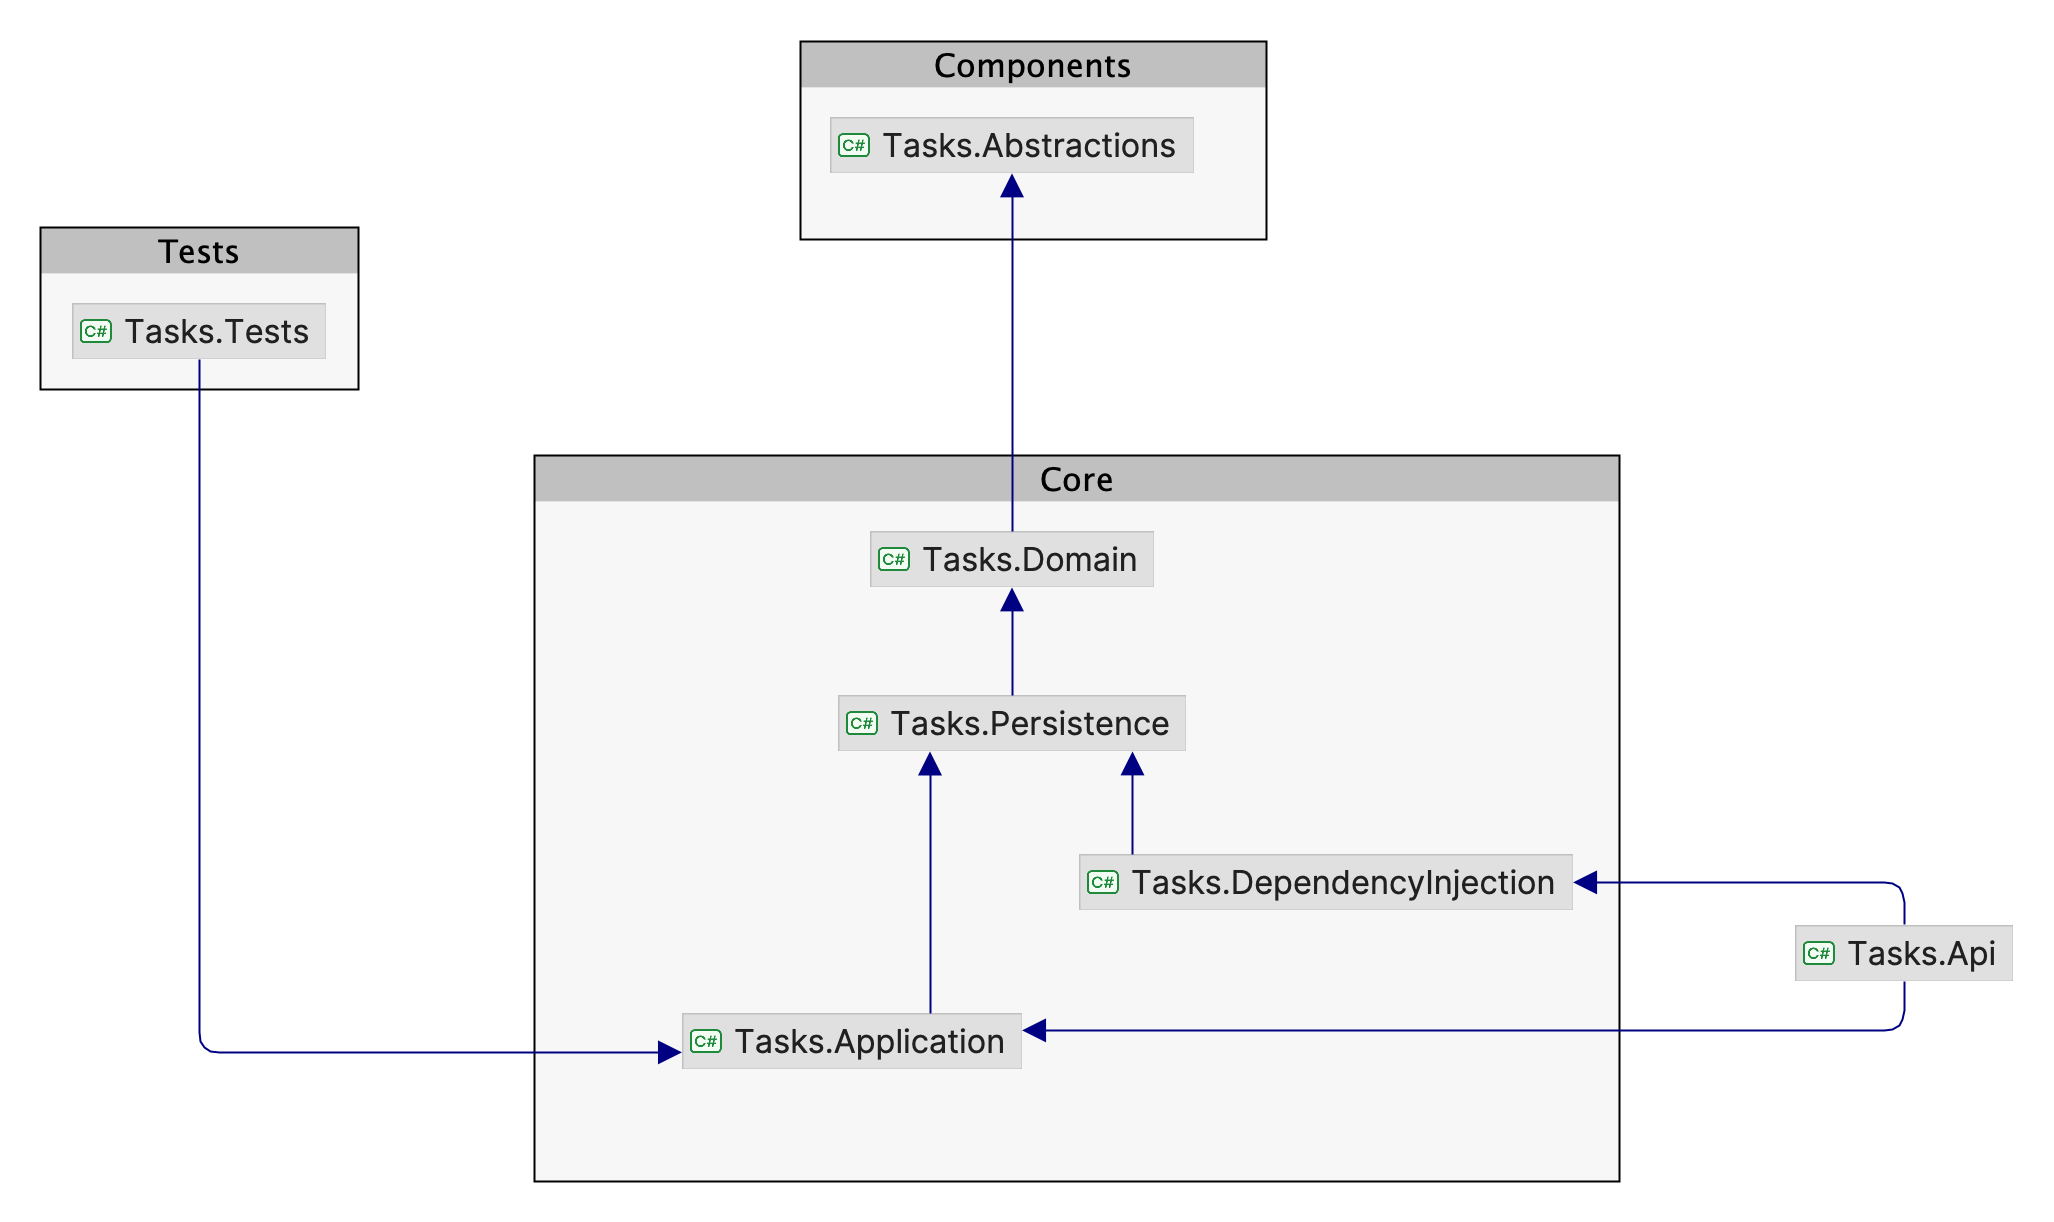 Components
C# Tasks.Abstractions
Tests
C# Tasks.Tests
Core
C# Tasks.Domain
C# Tasks.Persistence
C# Tasks.DependencyInjection
C# Tasks.Api
C# Tasks.Application